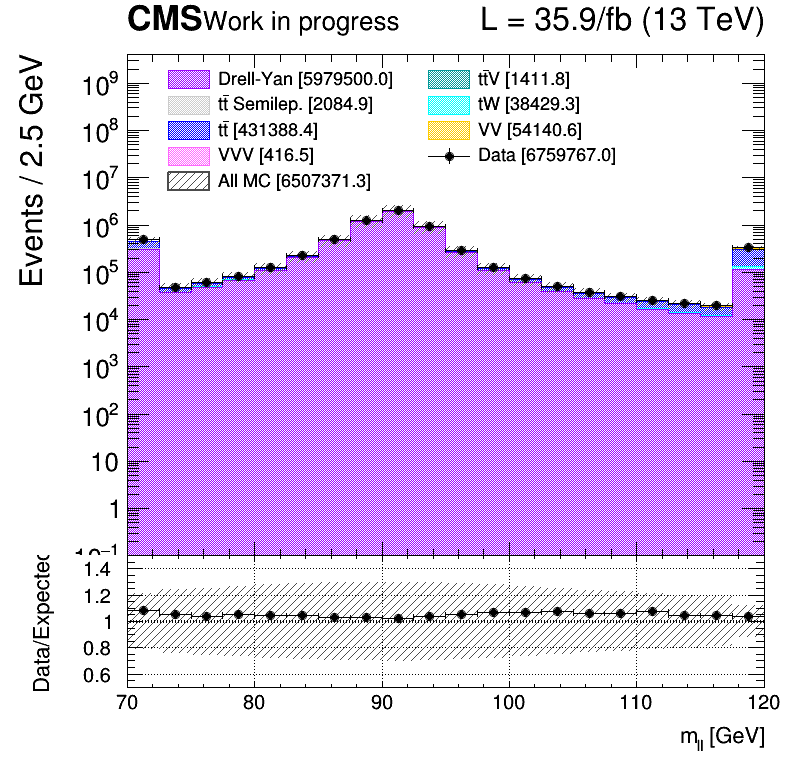 CMS Work in progress L = 35.9/fb (13 TeV)
Events / 2.5 GeV
Drell-Yan [5979500.0] tt̄V [1411.8]
tt̄ Semilep. [2084.9] tW [38429.3]
tt̄ [431388.4] VV [54140.6]
VVV [416.5] Data [6759767.0]
All MC [6507371.3]
10⁹
10⁸
10⁷
10⁶
10⁵
10⁴
10³
10²
10
1
10⁻¹
Data/Expected
1.4
1.2
1
0.8
0.6
70 80 90 100 110 120
m_ll [GeV]